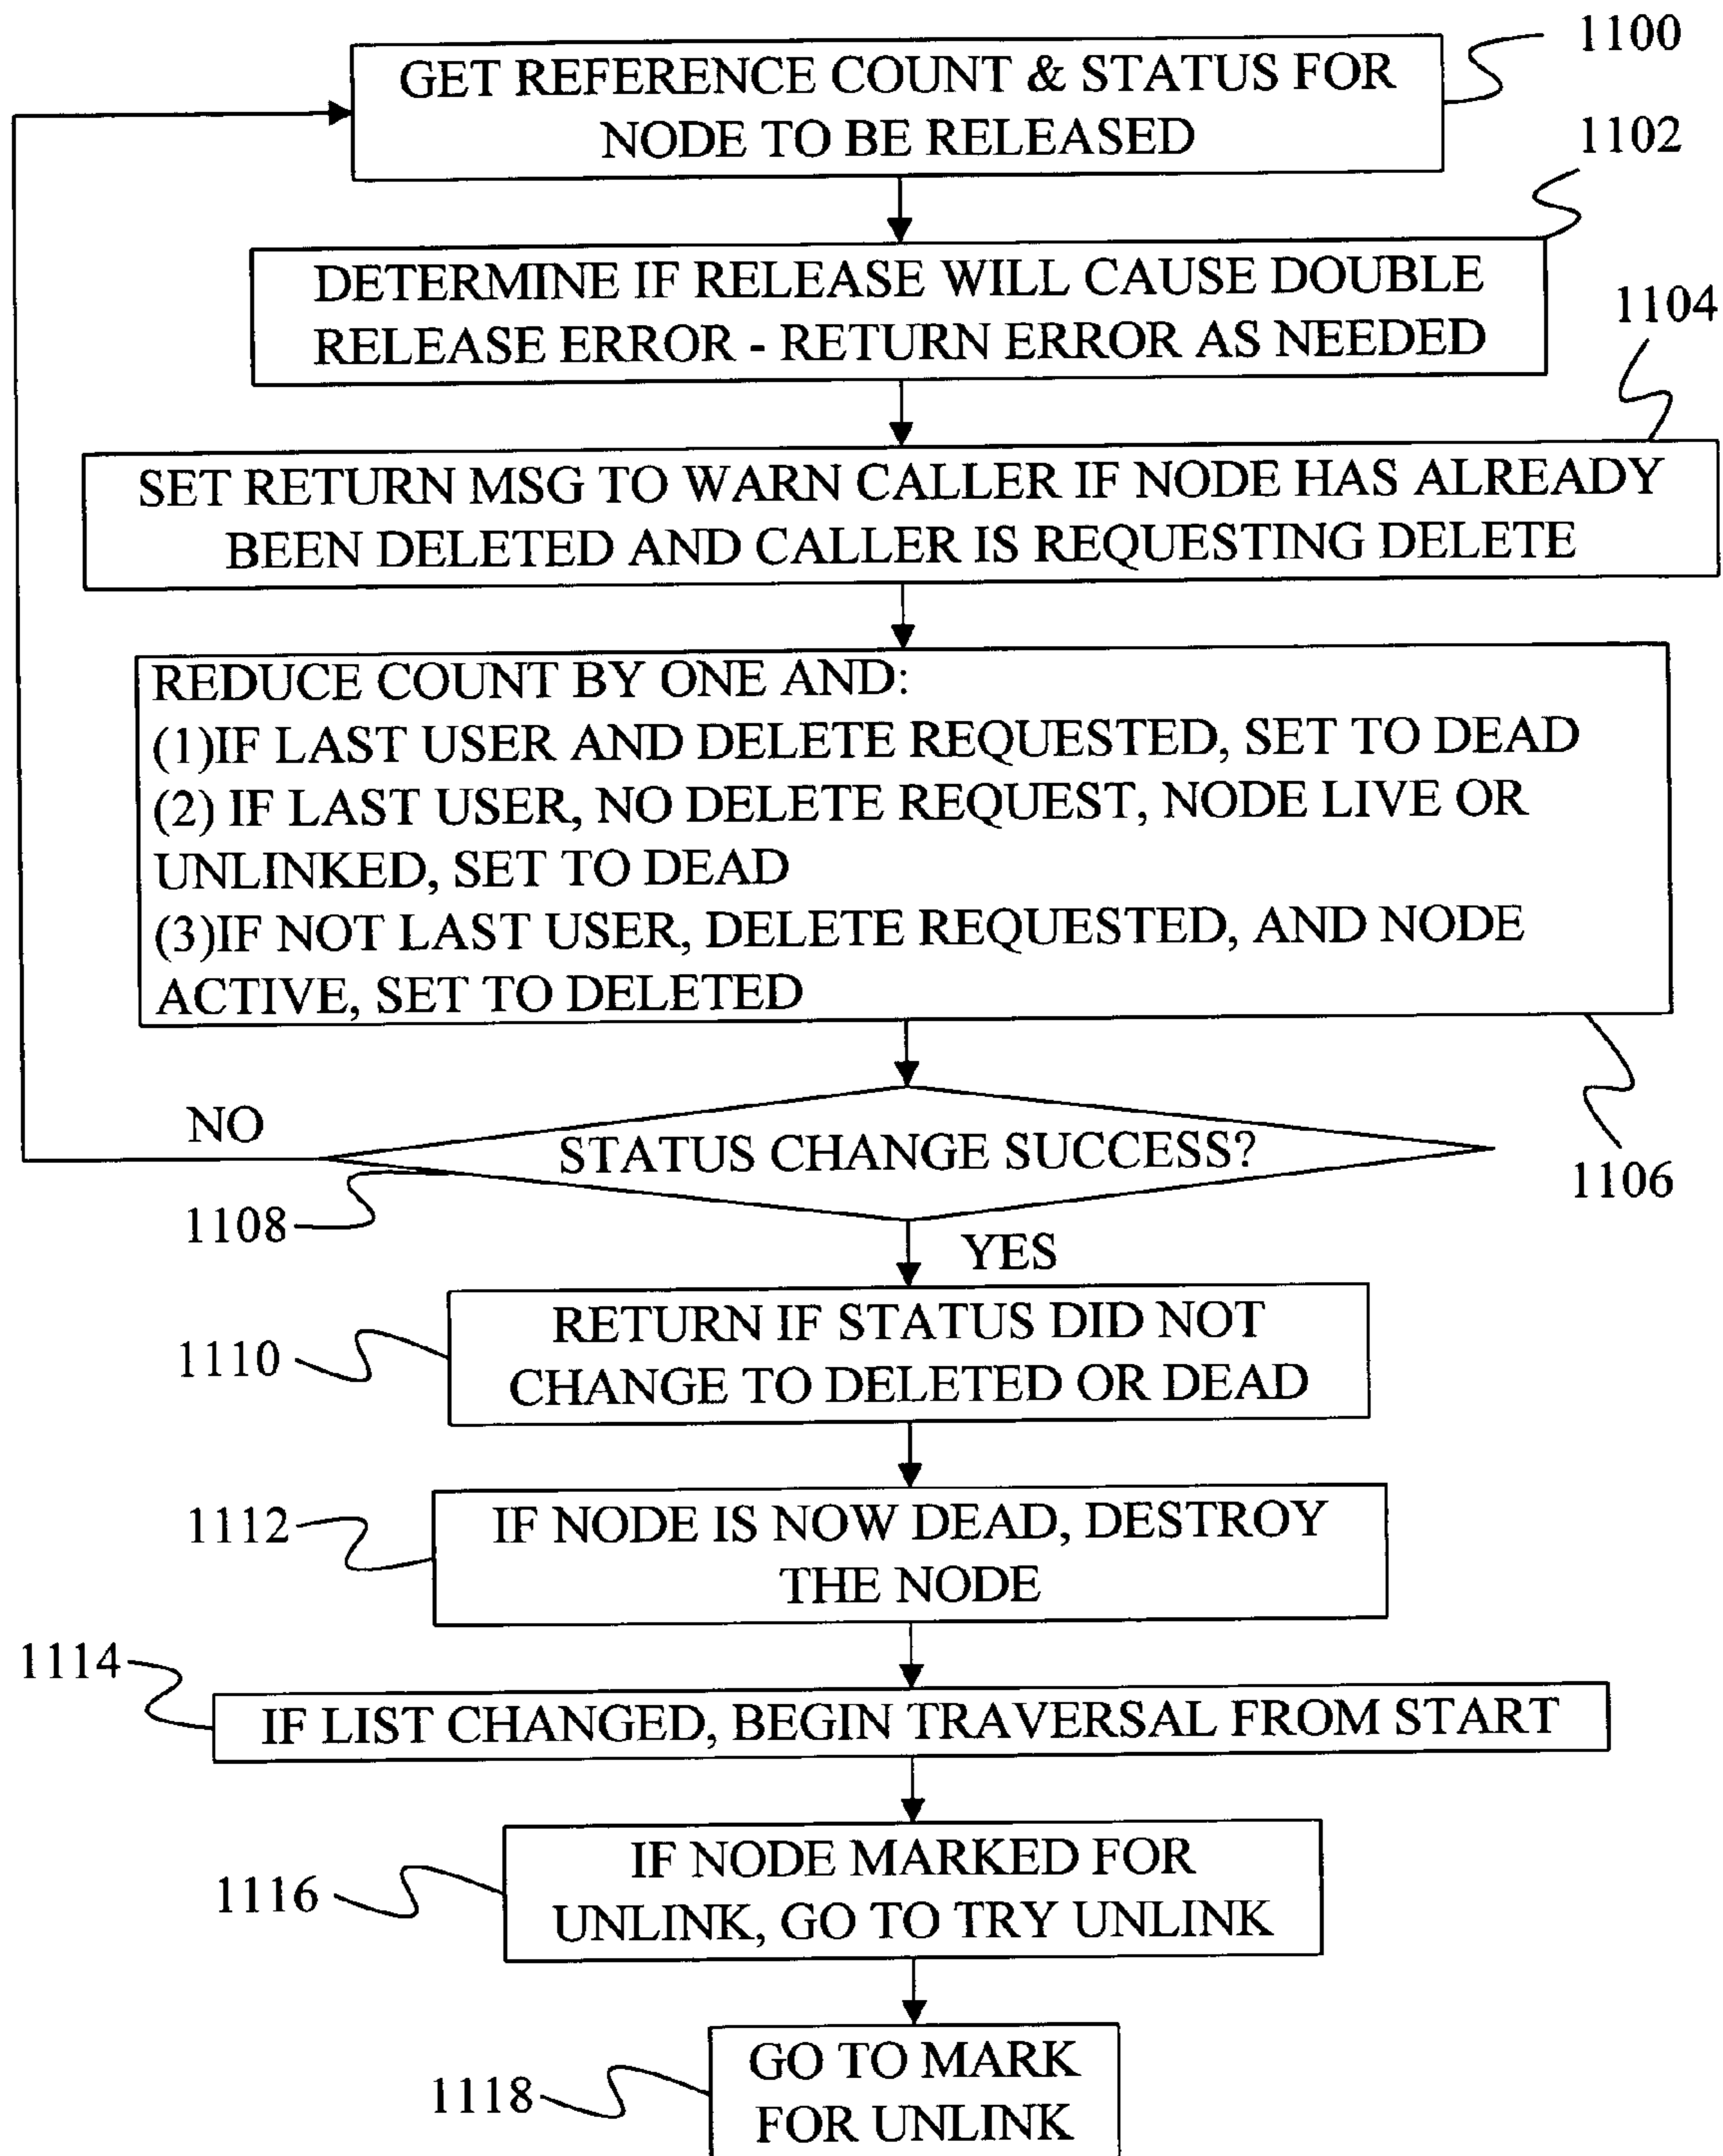 1100
GET REFERENCE COUNT & STATUS FOR
NODE TO BE RELEASED
1102
DETERMINE IF RELEASE WILL CAUSE DOUBLE
RELEASE ERROR - RETURN ERROR AS NEEDED
1104
SET RETURN MSG TO WARN CALLER IF NODE HAS ALREADY
BEEN DELETED AND CALLER IS REQUESTING DELETE
REDUCE COUNT BY ONE AND:
(1)IF LAST USER AND DELETE REQUESTED, SET TO DEAD
(2) IF LAST USER, NO DELETE REQUEST, NODE LIVE OR
UNLINKED, SET TO DEAD
(3)IF NOT LAST USER, DELETE REQUESTED, AND NODE
ACTIVE, SET TO DELETED
1106
NO
STATUS CHANGE SUCCESS?
1108
YES
1110
RETURN IF STATUS DID NOT
CHANGE TO DELETED OR DEAD
1112
IF NODE IS NOW DEAD, DESTROY
THE NODE
1114
IF LIST CHANGED, BEGIN TRAVERSAL FROM START
1116
IF NODE MARKED FOR
UNLINK, GO TO TRY UNLINK
1118
GO TO MARK
FOR UNLINK